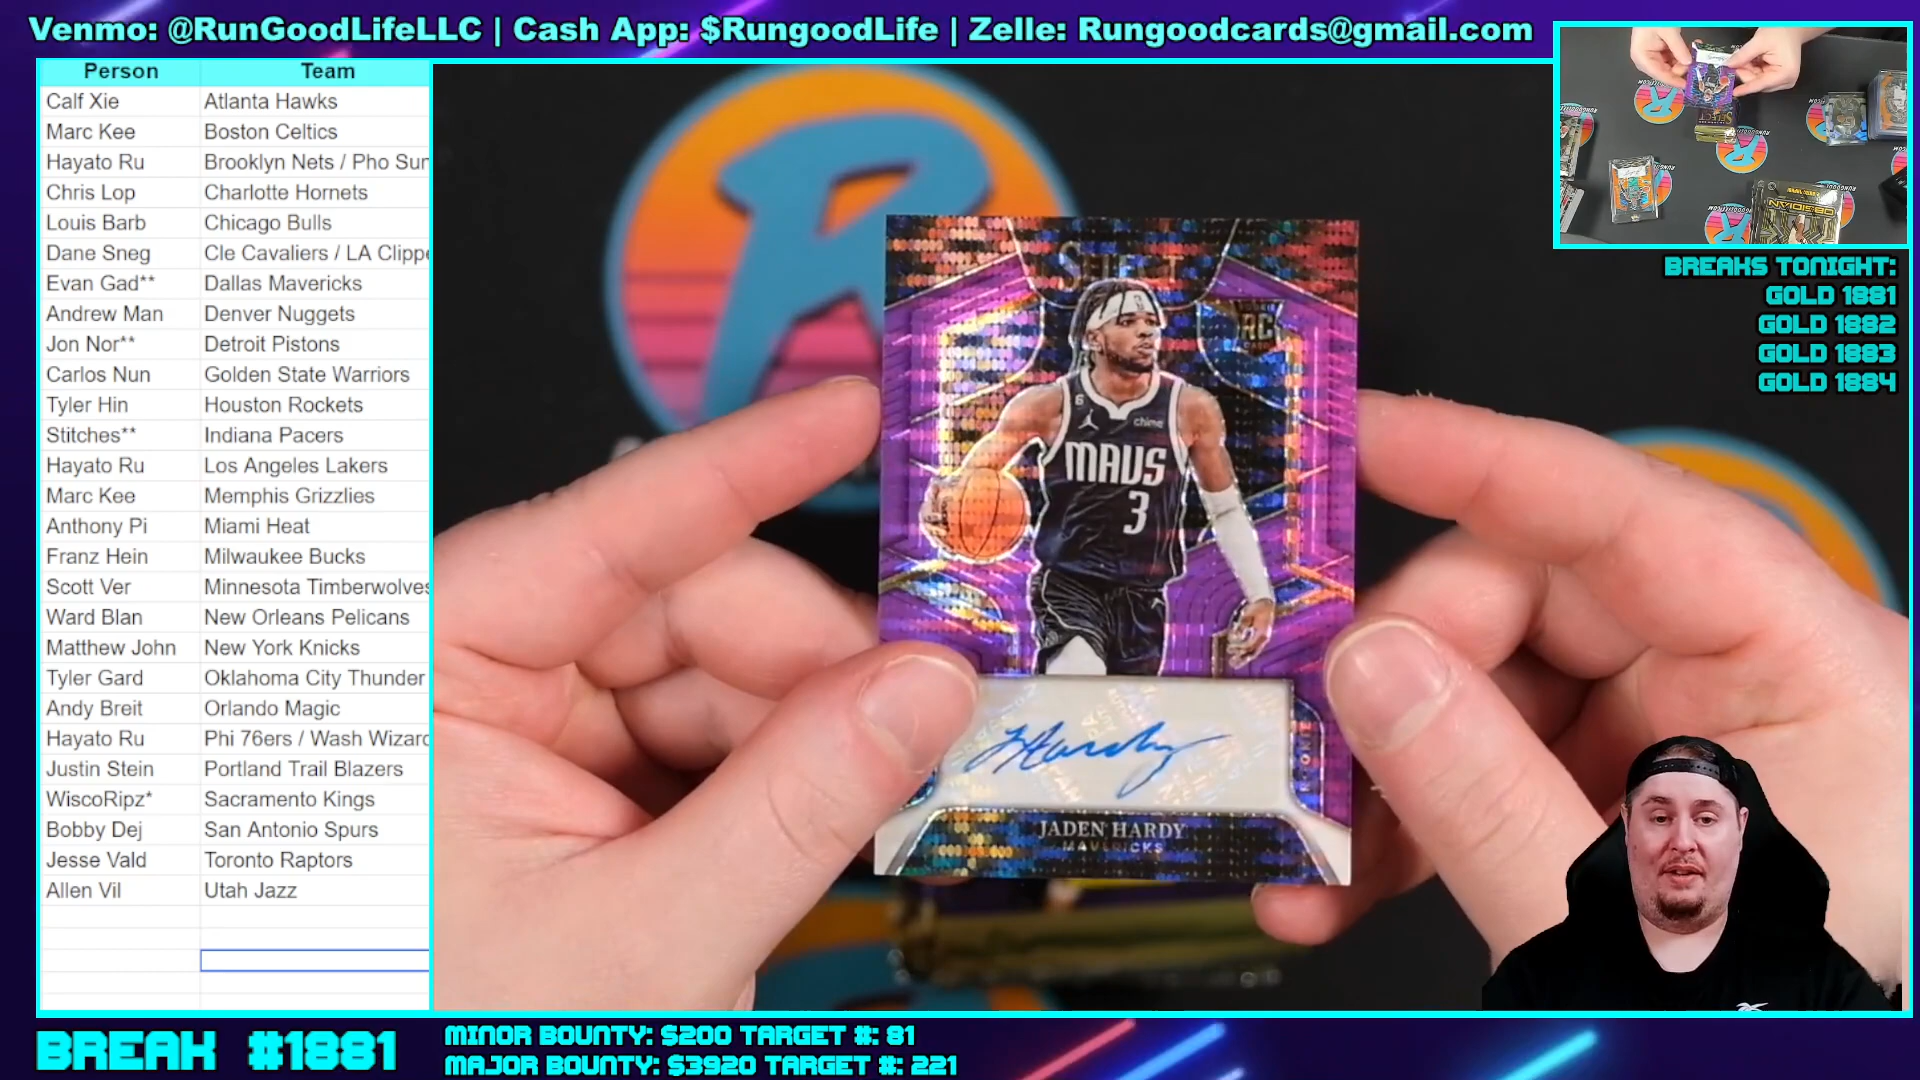 Venmo: @RunGoodLifeLLC | Cash App: $RungoodLife | Zelle: Rungoodcards@gmail.com
Person Team
Calf Xie Atlanta Hawks
Marc Kee Boston Celtics
Hayato Ru Brooklyn Nets / Pho Sun
Chris Lop Charlotte Hornets
Louis Barb Chicago Bulls
Dane Sneg Cle Cavaliers / LA Clippe
Evan Gad** Dallas Mavericks
Andrew Man Denver Nuggets
Jon Nor** Detroit Pistons
Carlos Nun Golden State Warriors
Tyler Hin Houston Rockets
Stitches** Indiana Pacers
Hayato Ru Los Angeles Lakers
Marc Kee Memphis Grizzlies
Anthony Pi Miami Heat
Franz Hein Milwaukee Bucks
Scott Ver Minnesota Timberwolves
Ward Blan New Orleans Pelicans
Matthew John New York Knicks
Tyler Gard Oklahoma City Thunder
Andy Breit Orlando Magic
Hayato Ru Phi 76ers / Wash Wizard
Justin Stein Portland Trail Blazers
WiscoRipz* Sacramento Kings
Bobby Dej San Antonio Spurs
Jesse Vald Toronto Raptors
Allen Vil Utah Jazz
SELECT
RC
6
chime
MAVS
3
JHardy
ROOKIE
JADEN HARDY
MAVERICKS
SELECT
OBSIDIAN
BREAKS TONIGHT:
GOLD 1881
GOLD 1882
GOLD 1883
GOLD 1884
BREAK #1881
MINOR BOUNTY: $200 TARGET #: 81
MAJOR BOUNTY: $3920 TARGET #: 221